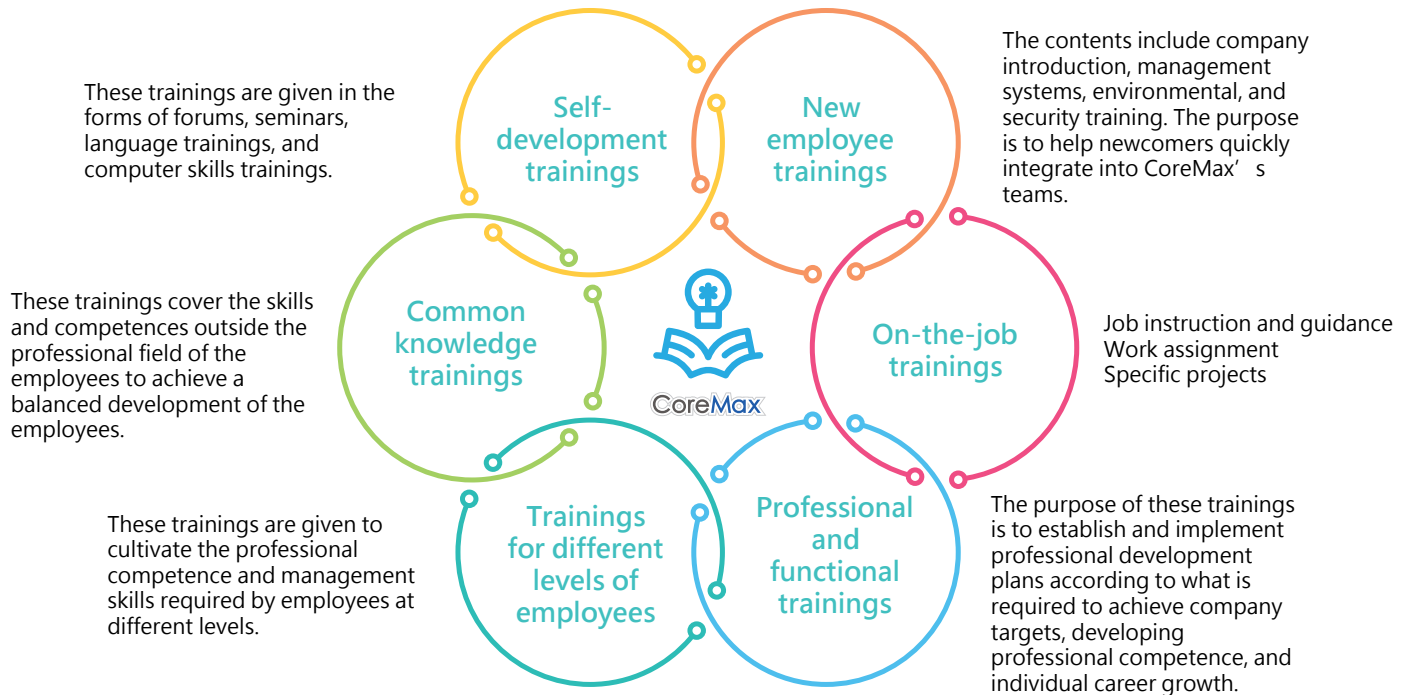 These trainings are given in the
forms of forums, seminars,
language trainings, and
computer skills trainings.
Self-
development
trainings
New
employee
trainings
The contents include company
introduction, management
systems, environmental, and
security training. The purpose
is to help newcomers quickly
integrate into CoreMax’ s
teams.
These trainings cover the skills
and competences outside the
professional field of the
employees to achieve a
balanced development of the
employees.
Common
knowledge
trainings
CoreMax
On-the-job
trainings
Job instruction and guidance
Work assignment
Specific projects
These trainings are given to
cultivate the professional
competence and management
skills required by employees at
different levels.
Trainings
for different
levels of
employees
Professional
and
functional
trainings
The purpose of these trainings
is to establish and implement
professional development
plans according to what is
required to achieve company
targets, developing
professional competence, and
individual career growth.